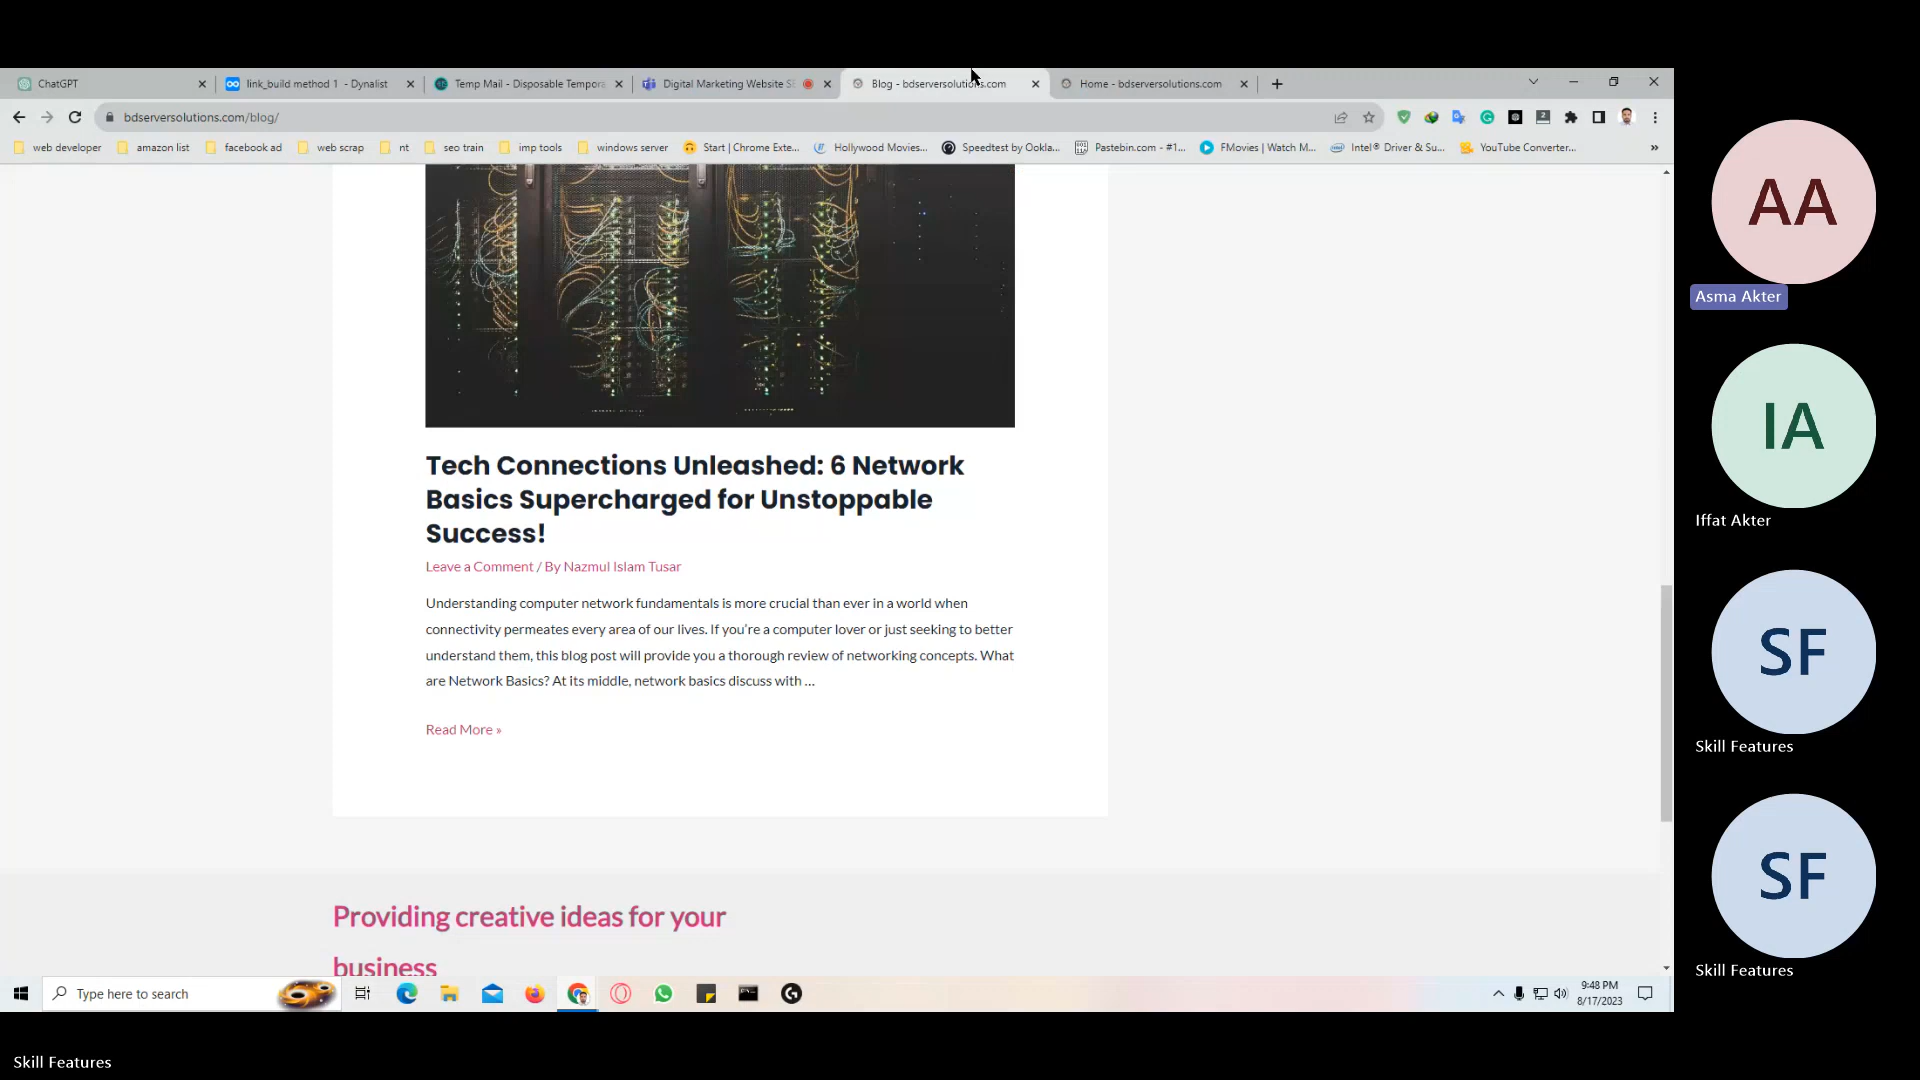 ChatGPT
link_build method 1 - Dynalist
Temp Mail - Disposable Tempora
Digital Marketing Website S
Blog - bdserversolutions.com
Home - bdserversolutions.com
bdserversolutions.com/blog/
web developer
amazon list
facebook ad
web scrap
nt
seo train
imp tools
windows server
Start | Chrome Exte...
Hollywood Movies...
Speedtest by Ookla...
Pastebin.com - #1...
FMovies | Watch M...
Intel® Driver & Su...
YouTube Converter...
»
Tech Connections Unleashed: 6 Network
Basics Supercharged for Unstoppable
Success!
Leave a Comment / By Nazmul Islam Tusar
Understanding computer network fundamentals is more crucial than ever in a world when
connectivity permeates every area of our lives. If you're a computer lover or just seeking to better
understand them, this blog post will provide you a thorough review of networking concepts. What
are Network Basics? At its middle, network basics discuss with ...
Read More »
Providing creative ideas for your
business
Type here to search
9:48 PM
8/17/2023
AA
Asma Akter
IA
Iffat Akter
SF
Skill Features
SF
Skill Features
Skill Features